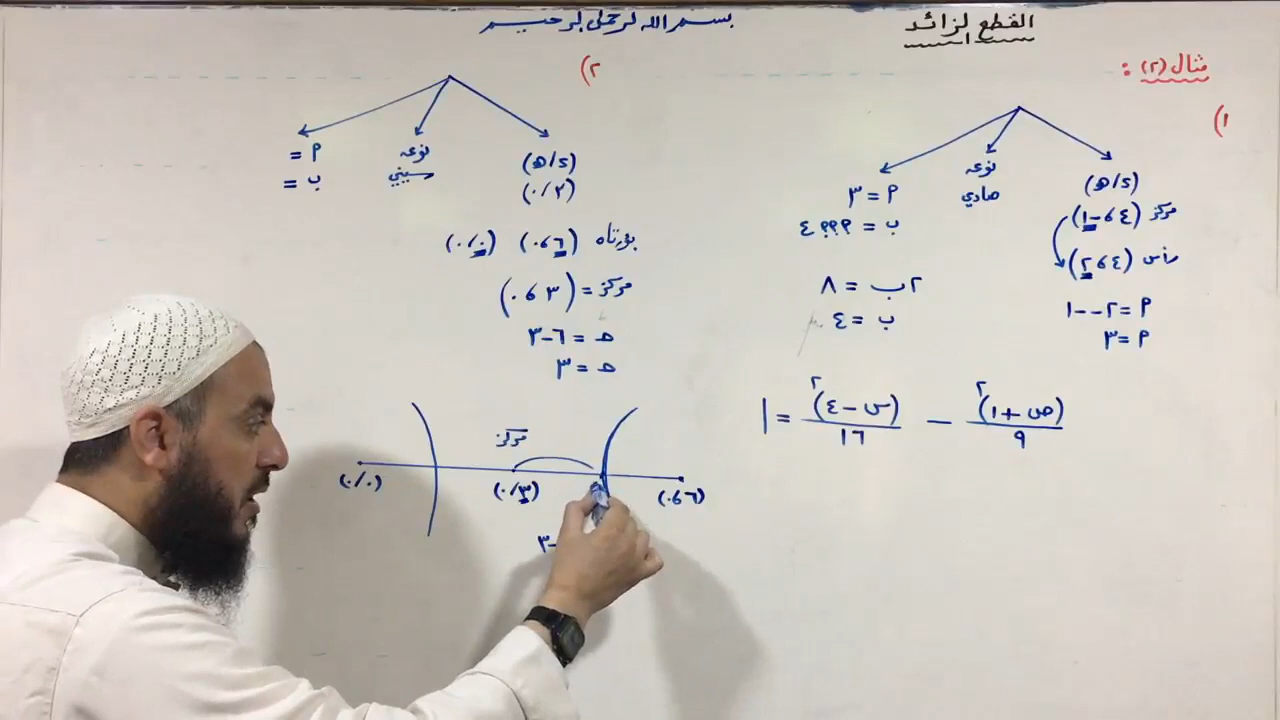 القطع الزائد
بسم الله الرحمن الرحيم
مثال (٢) :
١)
(د/هـ) نوعه م = ٣
صادي ب = ؟؟؟ ٤
مركز (٤ ، -١)
رأس (٤ ، ٢)
٢ب = ٨
ب = ٤
م = ٢ - -١
م = ٣
(ص + ١)٢ / ٩ - (س - ٤)٢ / ١٦ = ١
٢)
(د/هـ) نوعه م =
(٢/٠) سيني ب =
بؤرتاه (٦ ، ٠) (٠/٠)
مركز = (٣ ، ٠)
هـ = ٦ - ٣
هـ = ٣
مركز
(٠/٠) (٣/٠) (٦ ، ٠)
٣-